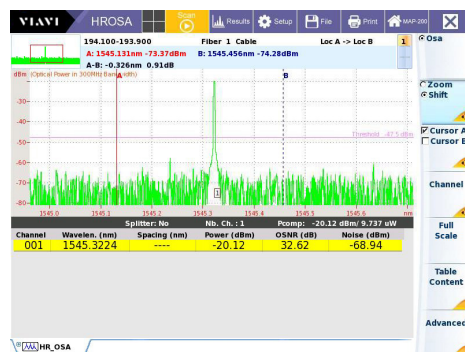 VIAVI HROSA Scan Results Setup File Print MAP-200
194.100-193.900 Fiber 1 Cable Loc A -> Loc B 1
A: 1545.131nm -73.37dBm B: 1545.456nm -74.28dBm
A-B: -0.326nm 0.91dB
dBm (Optical Power in 300MHz Bandwidth)
A
B
-30-
-40-
Threshold -47.5 dBm
-50-
-60-
-70-
-80-
1
1545.0 1545.1 1545.2 1545.3 1545.4 1545.5 1545.6 nm
Splitter: No Nb. Ch. : 1 Pcomp: -20.12 dBm/ 9.737 uW
Channel Wavelen. (nm) Spacing (nm) Power (dBm) OSNR (dB) Noise (dBm)
001 1545.3224 ---- -20.12 32.62 -68.94
Osa
Zoom
Shift
Cursor A
Cursor B
Channel
Full
Scale
Table
Content
Advanced
HR_OSA